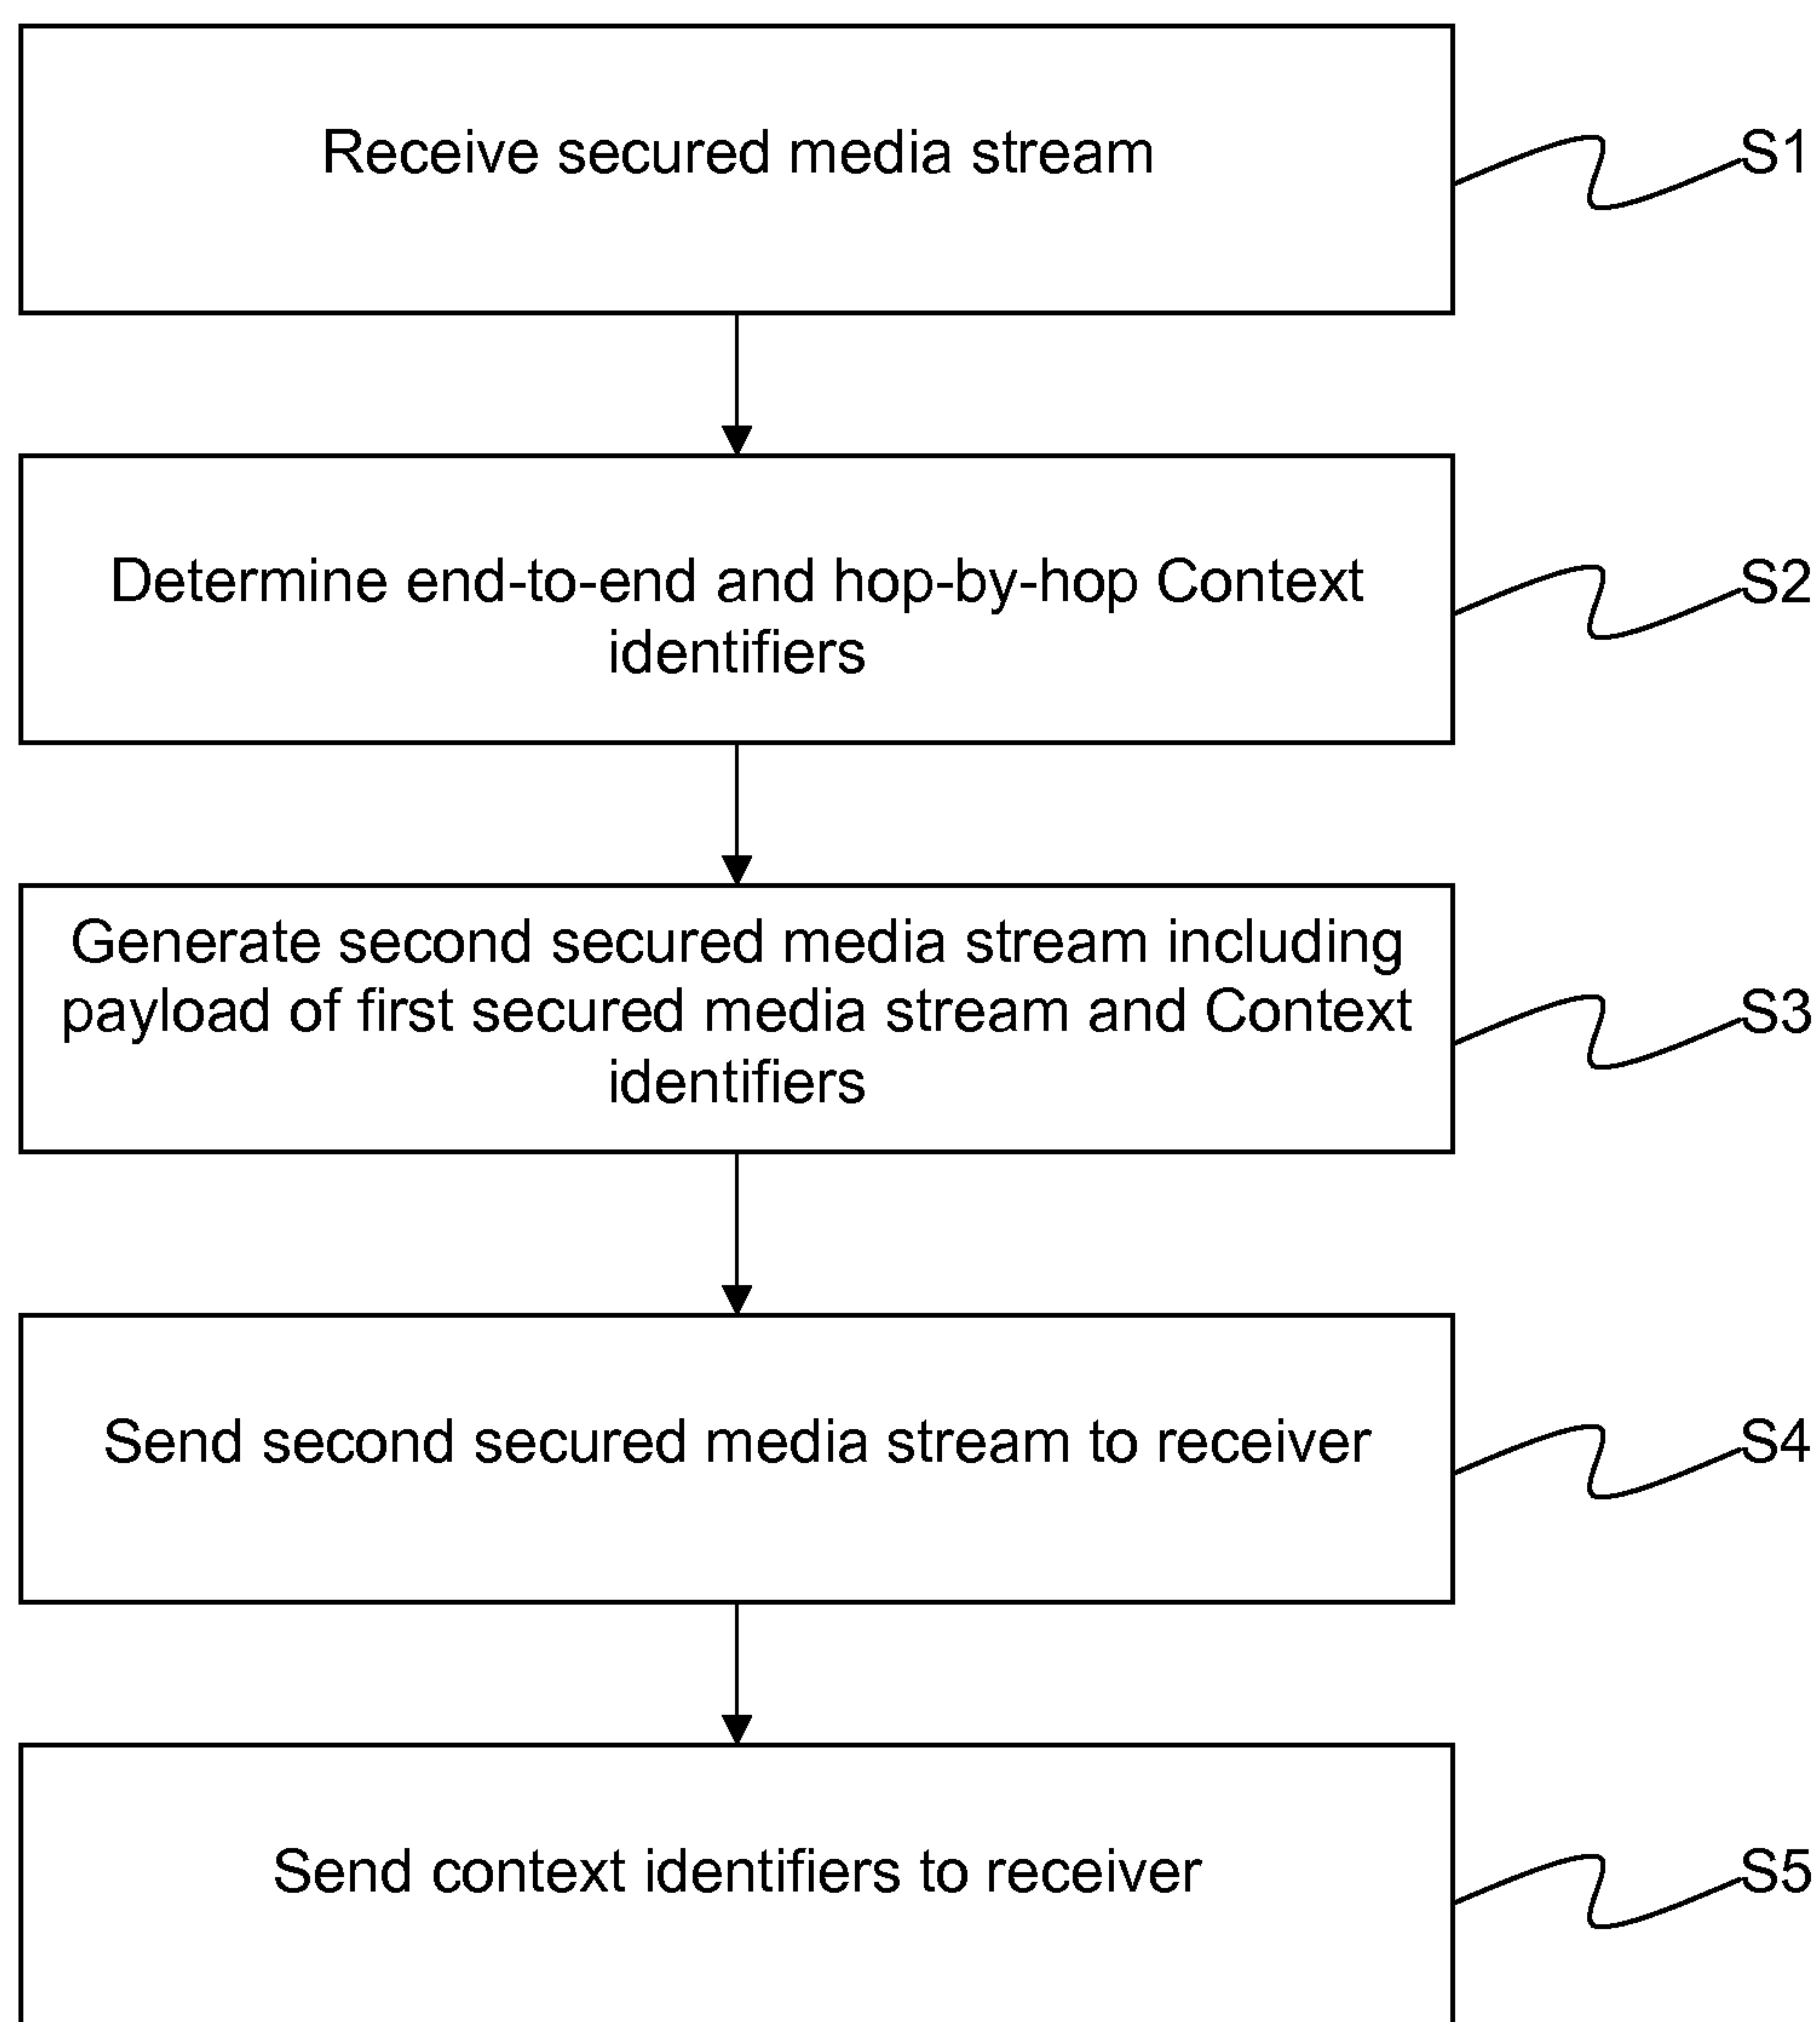 Receive secured media stream
S1
Determine end-to-end and hop-by-hop Context
identifiers
S2
Generate second secured media stream including
payload of first secured media stream and Context
identifiers
S3
Send second secured media stream to receiver
S4
Send context identifiers to receiver
S5